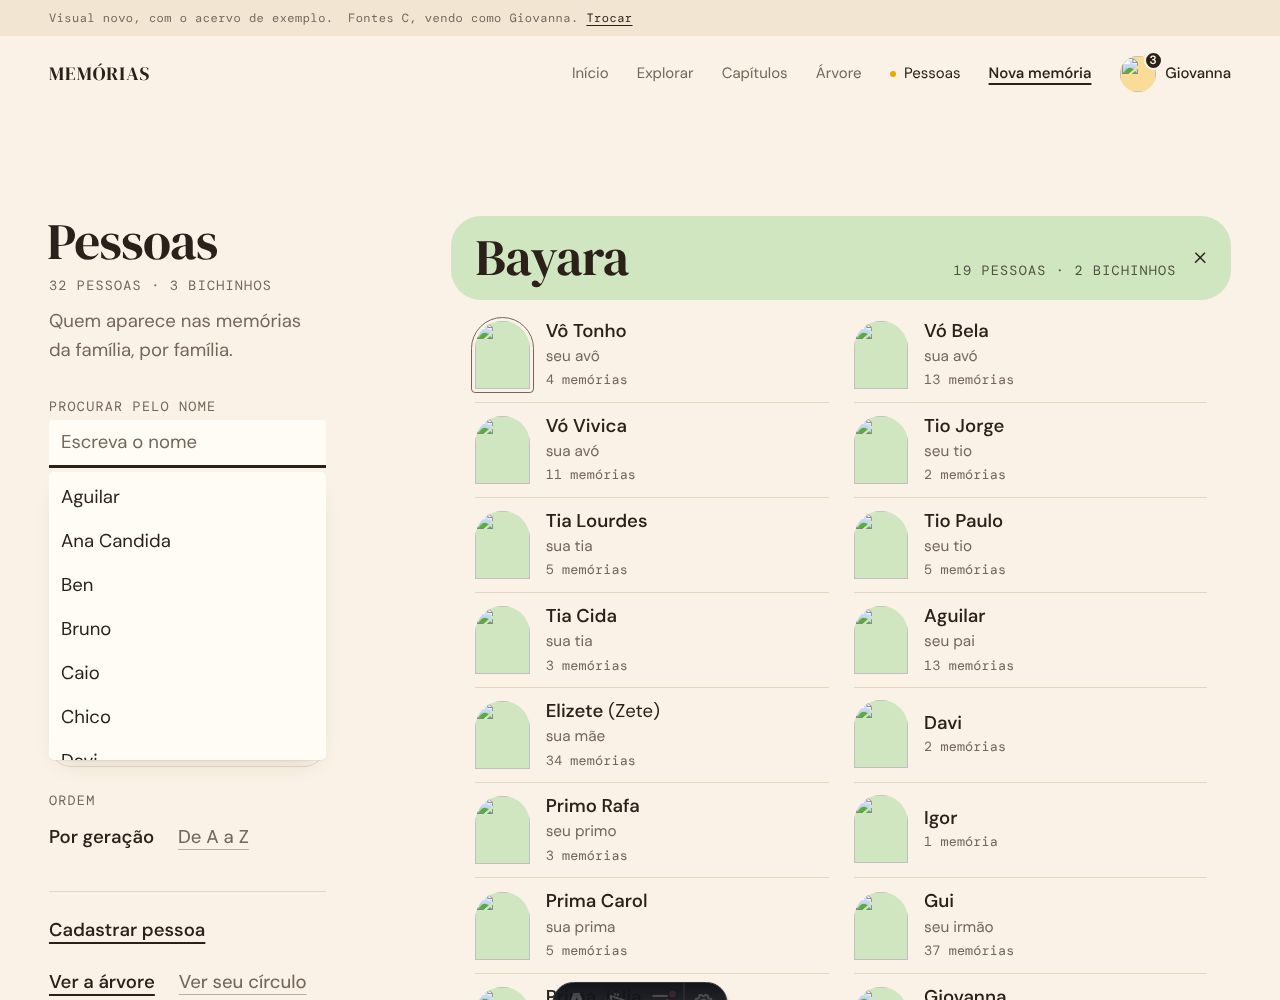 Visual novo, com o acervo de exemplo. Fontes C, vendo como Giovanna. Trocar
MEMÓRIAS
Início Explorar Capítulos Árvore Pessoas Nova memória 3 Giovanna
Pessoas
32 PESSOAS · 3 BICHINHOS
Quem aparece nas memórias
da família, por família.
PROCURAR PELO NOME
Escreva o nome
Aguilar
Ana Candida
Ben
Bruno
Caio
Chico
Davi
ORDEM
Por geração De A a Z
Cadastrar pessoa
Ver a árvore Ver seu círculo
Bayara
19 PESSOAS · 2 BICHINHOS ×
Vô Tonho
seu avô
4 memórias
Vó Bela
sua avó
13 memórias
Vó Vivica
sua avó
11 memórias
Tio Jorge
seu tio
2 memórias
Tia Lourdes
sua tia
5 memórias
Tio Paulo
seu tio
5 memórias
Tia Cida
sua tia
3 memórias
Aguilar
seu pai
13 memórias
Elizete (Zete)
sua mãe
34 memórias
Davi
2 memórias
Primo Rafa
seu primo
3 memórias
Igor
1 memória
Prima Carol
sua prima
5 memórias
Gui
seu irmão
37 memórias
Giovanna